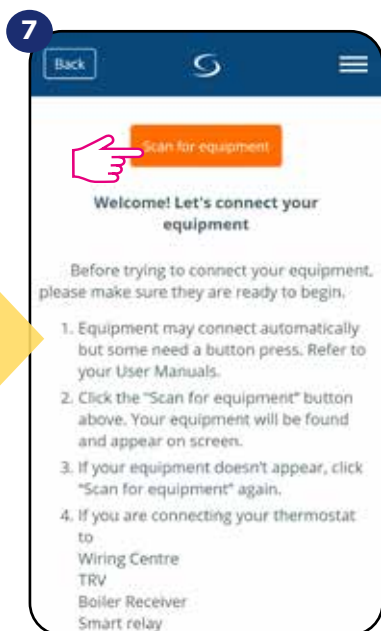 7
Back
Scan for equipment
Welcome! Let's connect your
equipment
Before trying to connect your equipment,
please make sure they are ready to begin.
1. Equipment may connect automatically
but some need a button press. Refer to
your User Manuals.
2. Click the "Scan for equipment" button
above. Your equipment will be found
and appear on screen.
3. If your equipment doesn't appear, click
"Scan for equipment" again.
4. If you are connecting your thermostat
to
Wiring Centre
TRV
Boiler Receiver
Smart relay